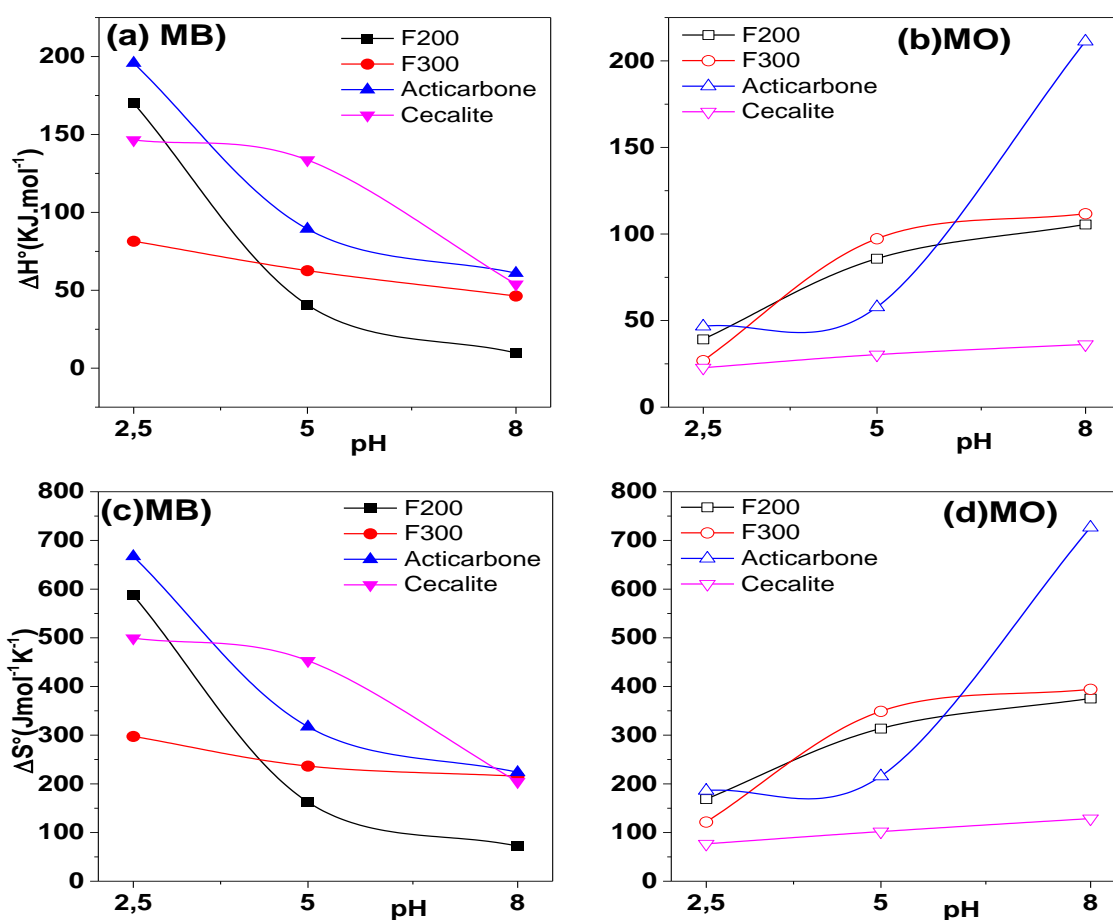 (a) MB)
F200
F300
Acticarbone
Cecalite
200
150
100
50
0
ΔH°(KJ.mol⁻¹)
2,5
5
8
pH
(b)MO)
F200
F300
Acticarbone
Cecalite
200
150
100
50
0
2,5
5
8
pH
(c)MB)
F200
F300
Acticarbone
Cecalite
800
700
600
500
400
300
200
100
0
ΔS°(Jmol⁻¹K⁻¹)
2,5
5
8
pH
(d)MO)
F200
F300
Acticarbone
Cecalite
800
700
600
500
400
300
200
100
0
2,5
5
8
pH